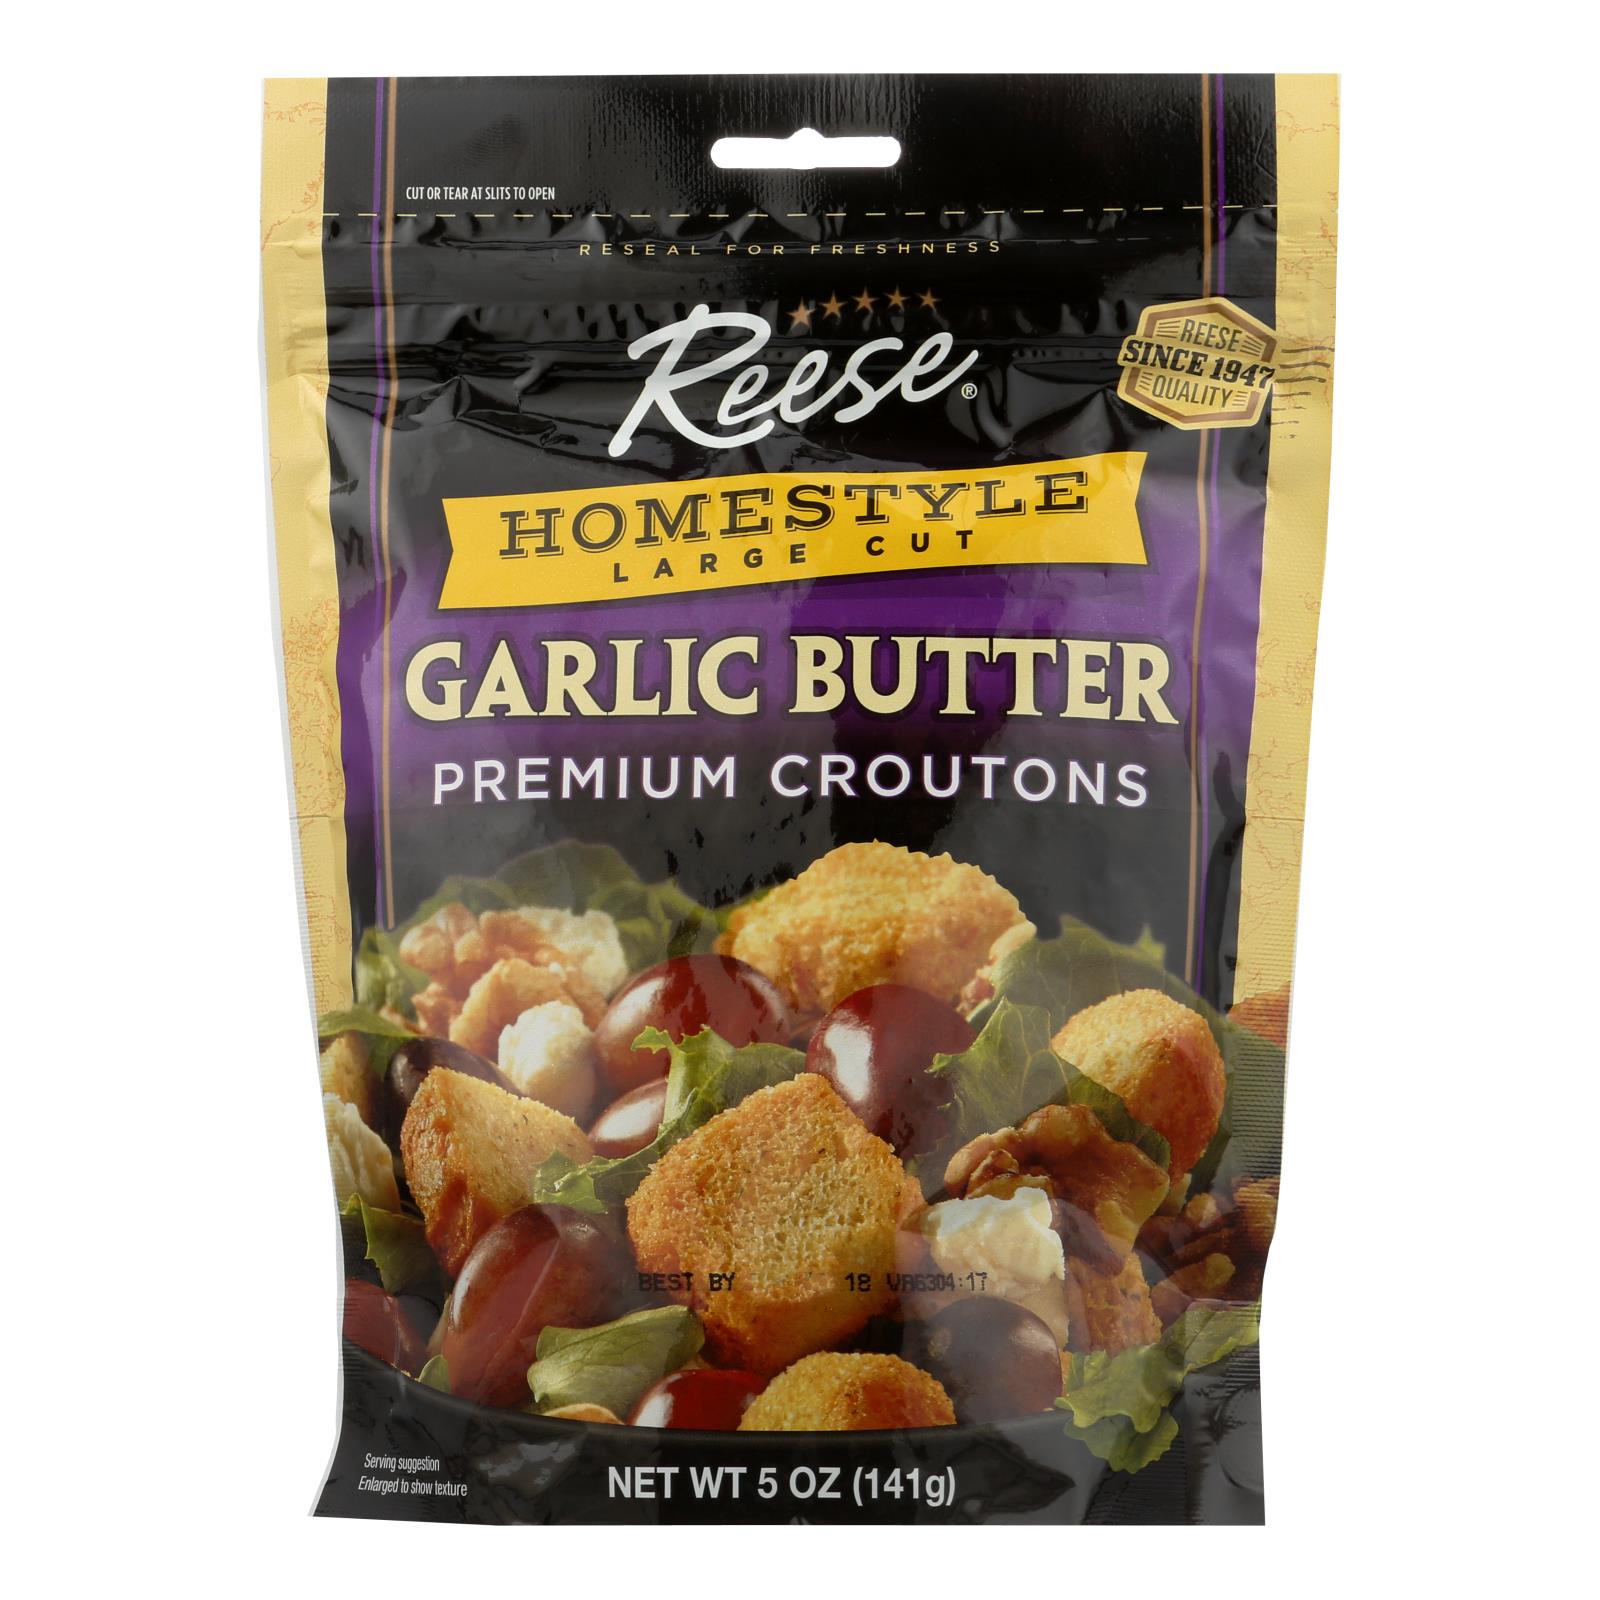 CUT OR TEAR AT SLITS TO OPEN
RESEAL FOR FRESHNESS
Reese®
REESE
SINCE 1947
QUALITY
HOMESTYLE
LARGE CUT
GARLIC BUTTER
PREMIUM CROUTONS
BEST BY 18 VA6304:17
Serving suggestion
Enlarged to show texture
NET WT 5 OZ (141g)